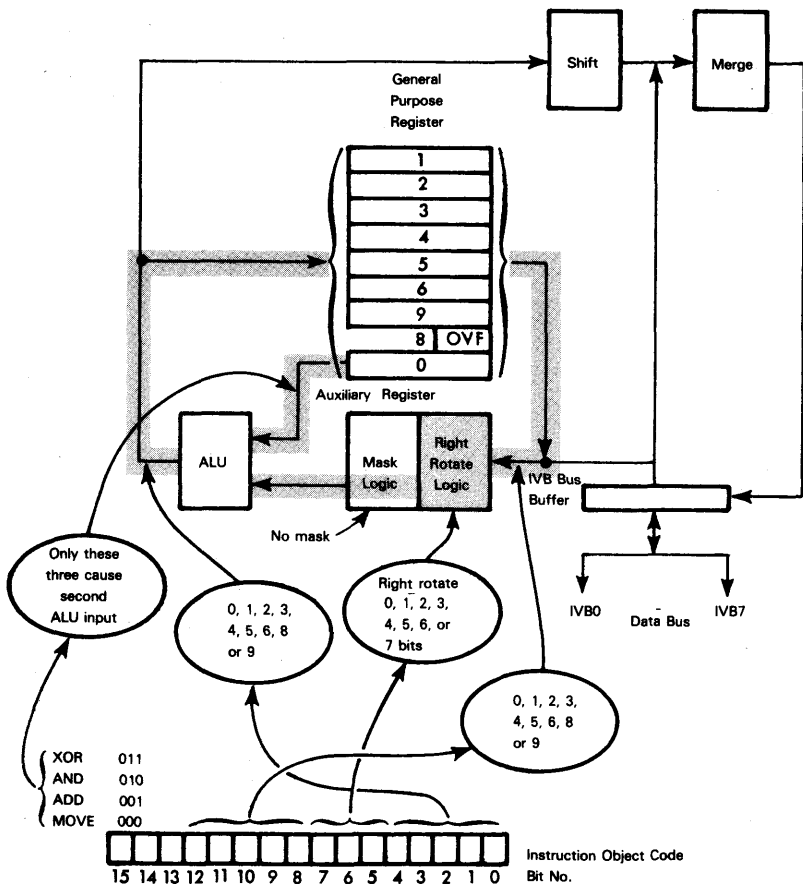 Shift
Merge
General
Purpose
Register
1
2
3
4
5
6
9
8 OVF
0
Auxiliary Register
ALU
Mask
Logic
Right
Rotate
Logic
IVB Bus
Buffer
No mask
Only these
three cause
second
ALU input
0, 1, 2, 3,
4, 5, 6, 8
or 9
Right rotate
0, 1, 2, 3,
4, 5, 6, or
7 bits
0, 1, 2, 3,
4, 5, 6, 8
or 9
IVB0
Data Bus
IVB7
XOR 011
AND 010
ADD 001
MOVE 000
Instruction Object Code
15 14 13 12 11 10 9 8 7 6 5 4 3 2 1 0 Bit No.